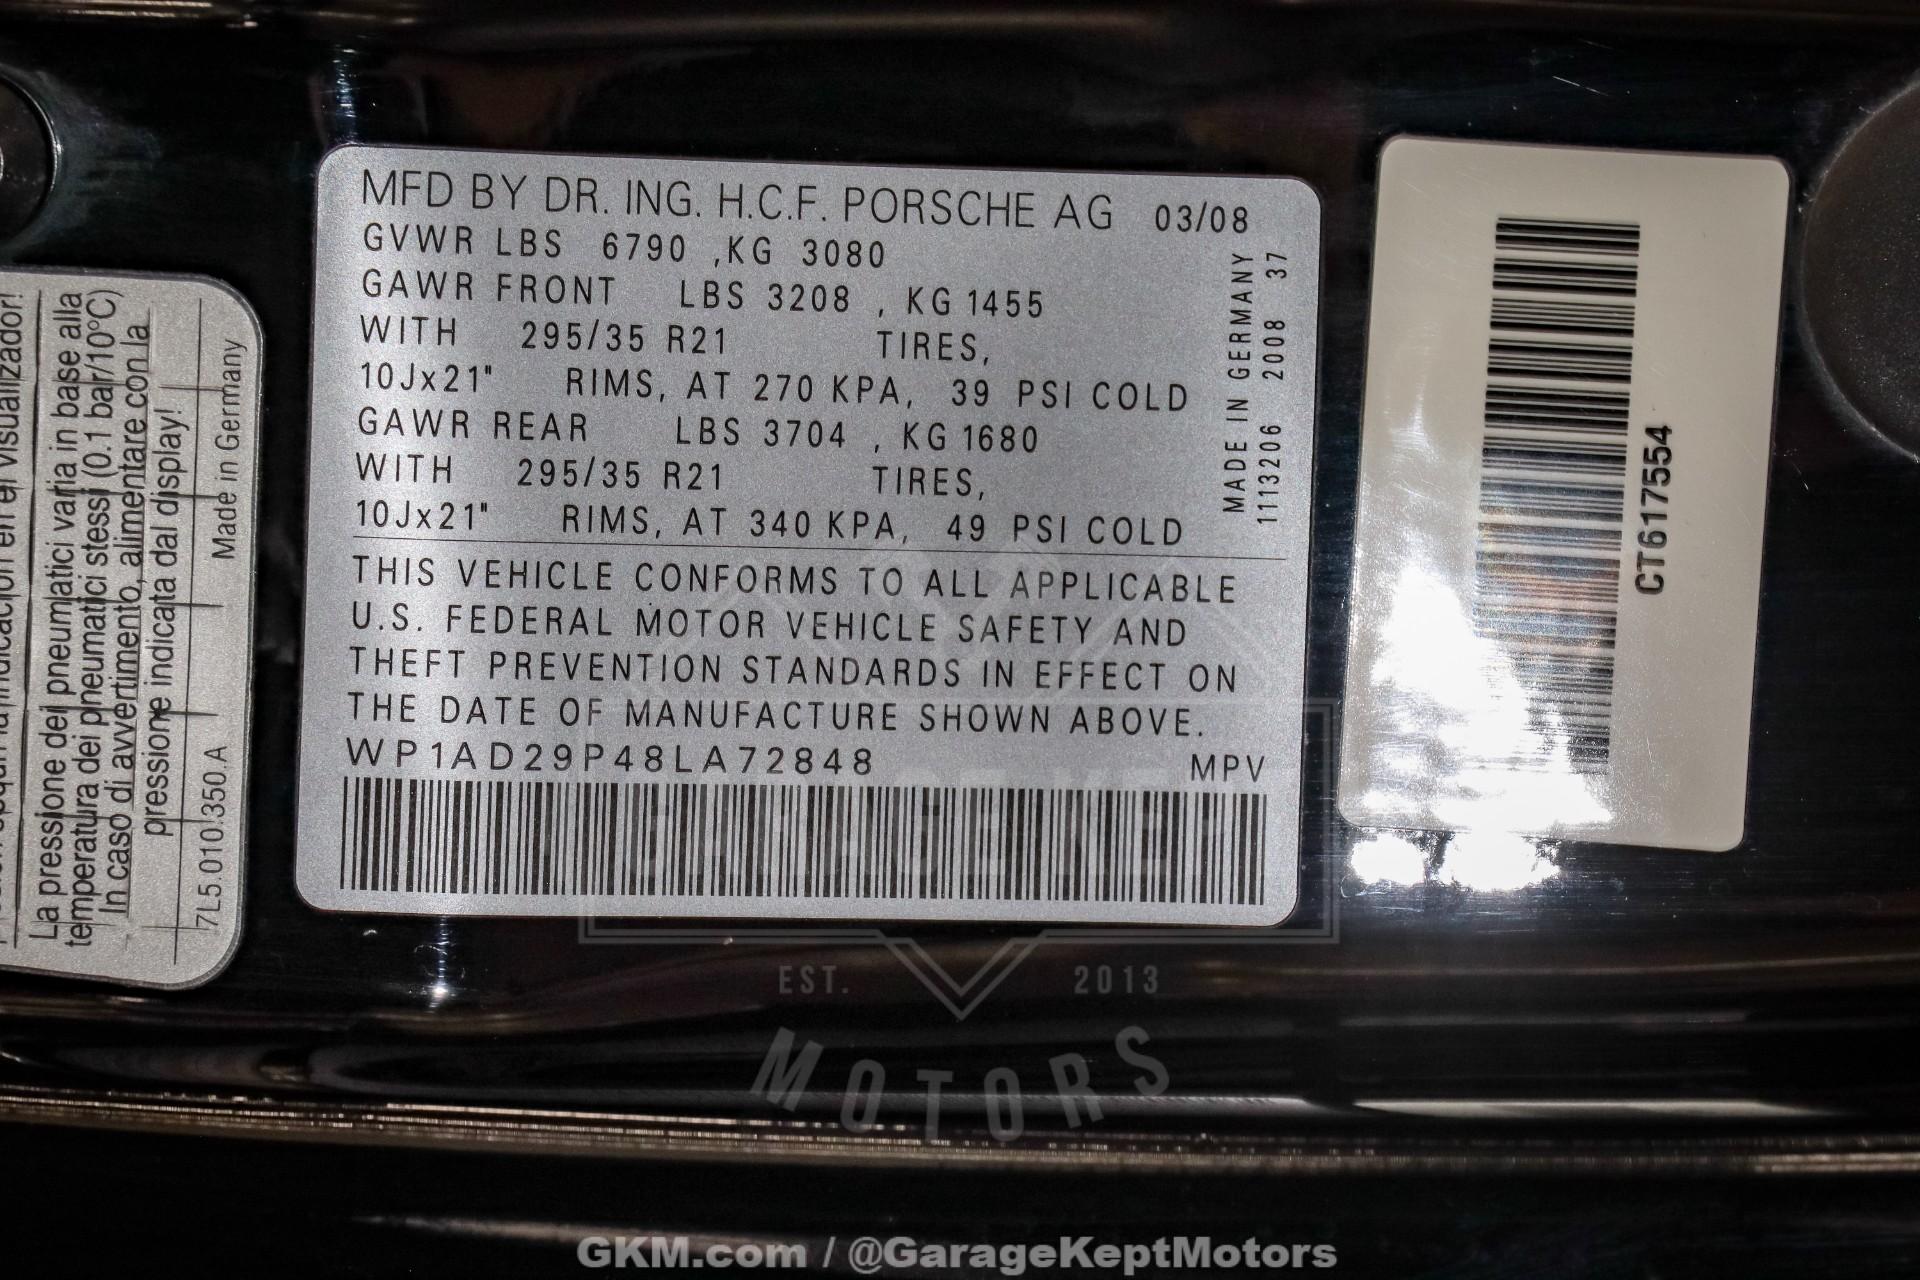 MFD BY DR. ING. H.C.F. PORSCHE AG 03/08
GVWR LBS 6790 ,KG 3080
GAWR FRONT LBS 3208 , KG 1455
WITH 295/35 R21 TIRES,
10Jx21" RIMS, AT 270 KPA, 39 PSI COLD
GAWR REAR LBS 3704 , KG 1680
WITH 295/35 R21 TIRES,
10Jx21" RIMS, AT 340 KPA, 49 PSI COLD
MADE IN GERMANY
1113206 2008 37
THIS VEHICLE CONFORMS TO ALL APPLICABLE
U.S. FEDERAL MOTOR VEHICLE SAFETY AND
THEFT PREVENTION STANDARDS IN EFFECT ON
THE DATE OF MANUFACTURE SHOWN ABOVE.
WP1AD29P48LA72848 MPV
CT617554
indicación en el visualizador!
La pressione dei pneumatici varia in base alla
temperatura dei pneumatici stessi (0.1 bar/10°C)
In caso di avvertimento, alimentare con la
pressione indicata dal display!
7L5.010.350.A Made in Germany
GARAGE KEPT
EST. 2013
MOTORS
GKM.com / @GarageKeptMotors